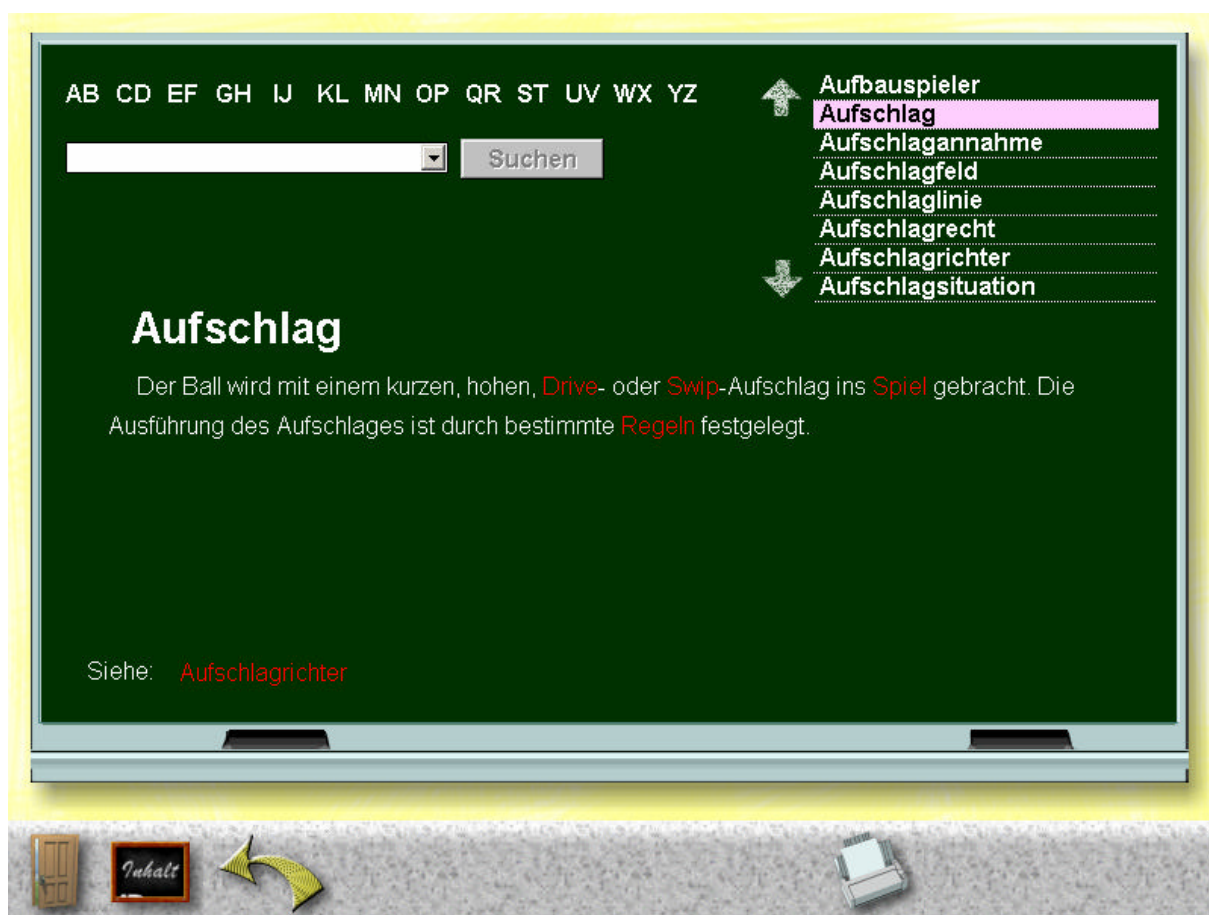 AB CD EF GH IJ KL MN OP QR ST UV WX YZ
Suchen
Aufbauspieler
Aufschlag
Aufschlagannahme
Aufschlagfeld
Aufschlaglinie
Aufschlagrecht
Aufschlagrichter
Aufschlagsituation
Aufschlag
Der Ball wird mit einem kurzen, hohen, Drive- oder Swip-Aufschlag ins Spiel gebracht. Die
Ausführung des Aufschlages ist durch bestimmte Regeln festgelegt.
Siehe: Aufschlagrichter
Inhalt